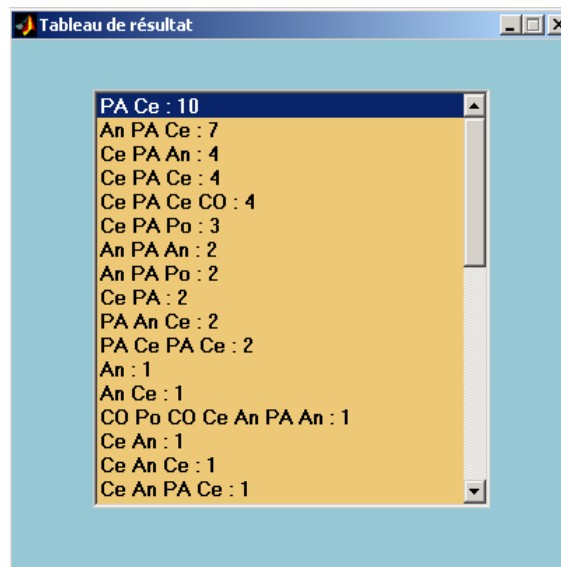 Tableau de résultat
PA Ce : 10
An PA Ce : 7
Ce PA An : 4
Ce PA Ce : 4
Ce PA Ce CO : 4
Ce PA Po : 3
An PA An : 2
An PA Po : 2
Ce PA : 2
PA An Ce : 2
PA Ce PA Ce : 2
An : 1
An Ce : 1
CO Po CO Ce An PA An : 1
Ce An : 1
Ce An Ce : 1
Ce An PA Ce : 1